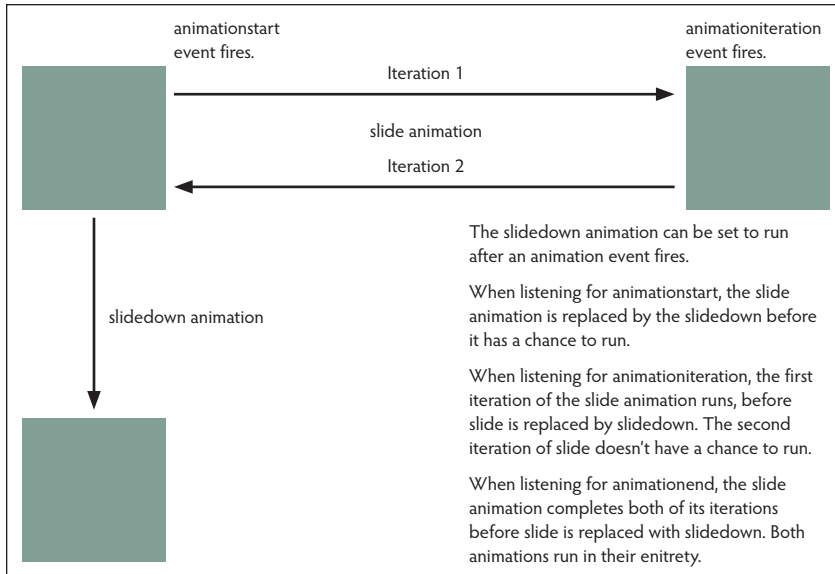 animationstart
event fires.
animationiteration
event fires.
Iteration 1
slide animation
Iteration 2
slidedown animation
The slidedown animation can be set to run
after an animation event fires.
When listening for animationstart, the slide
animation is replaced by the slidedown before
it has a chance to run.
When listening for animationiteration, the first
iteration of the slide animation runs, before
slide is replaced by slidedown. The second
iteration of slide doesn't have a chance to run.
When listening for animationend, the slide
animation completes both of its iterations
before slide is replaced with slidedown. Both
animations run in their enitrety.